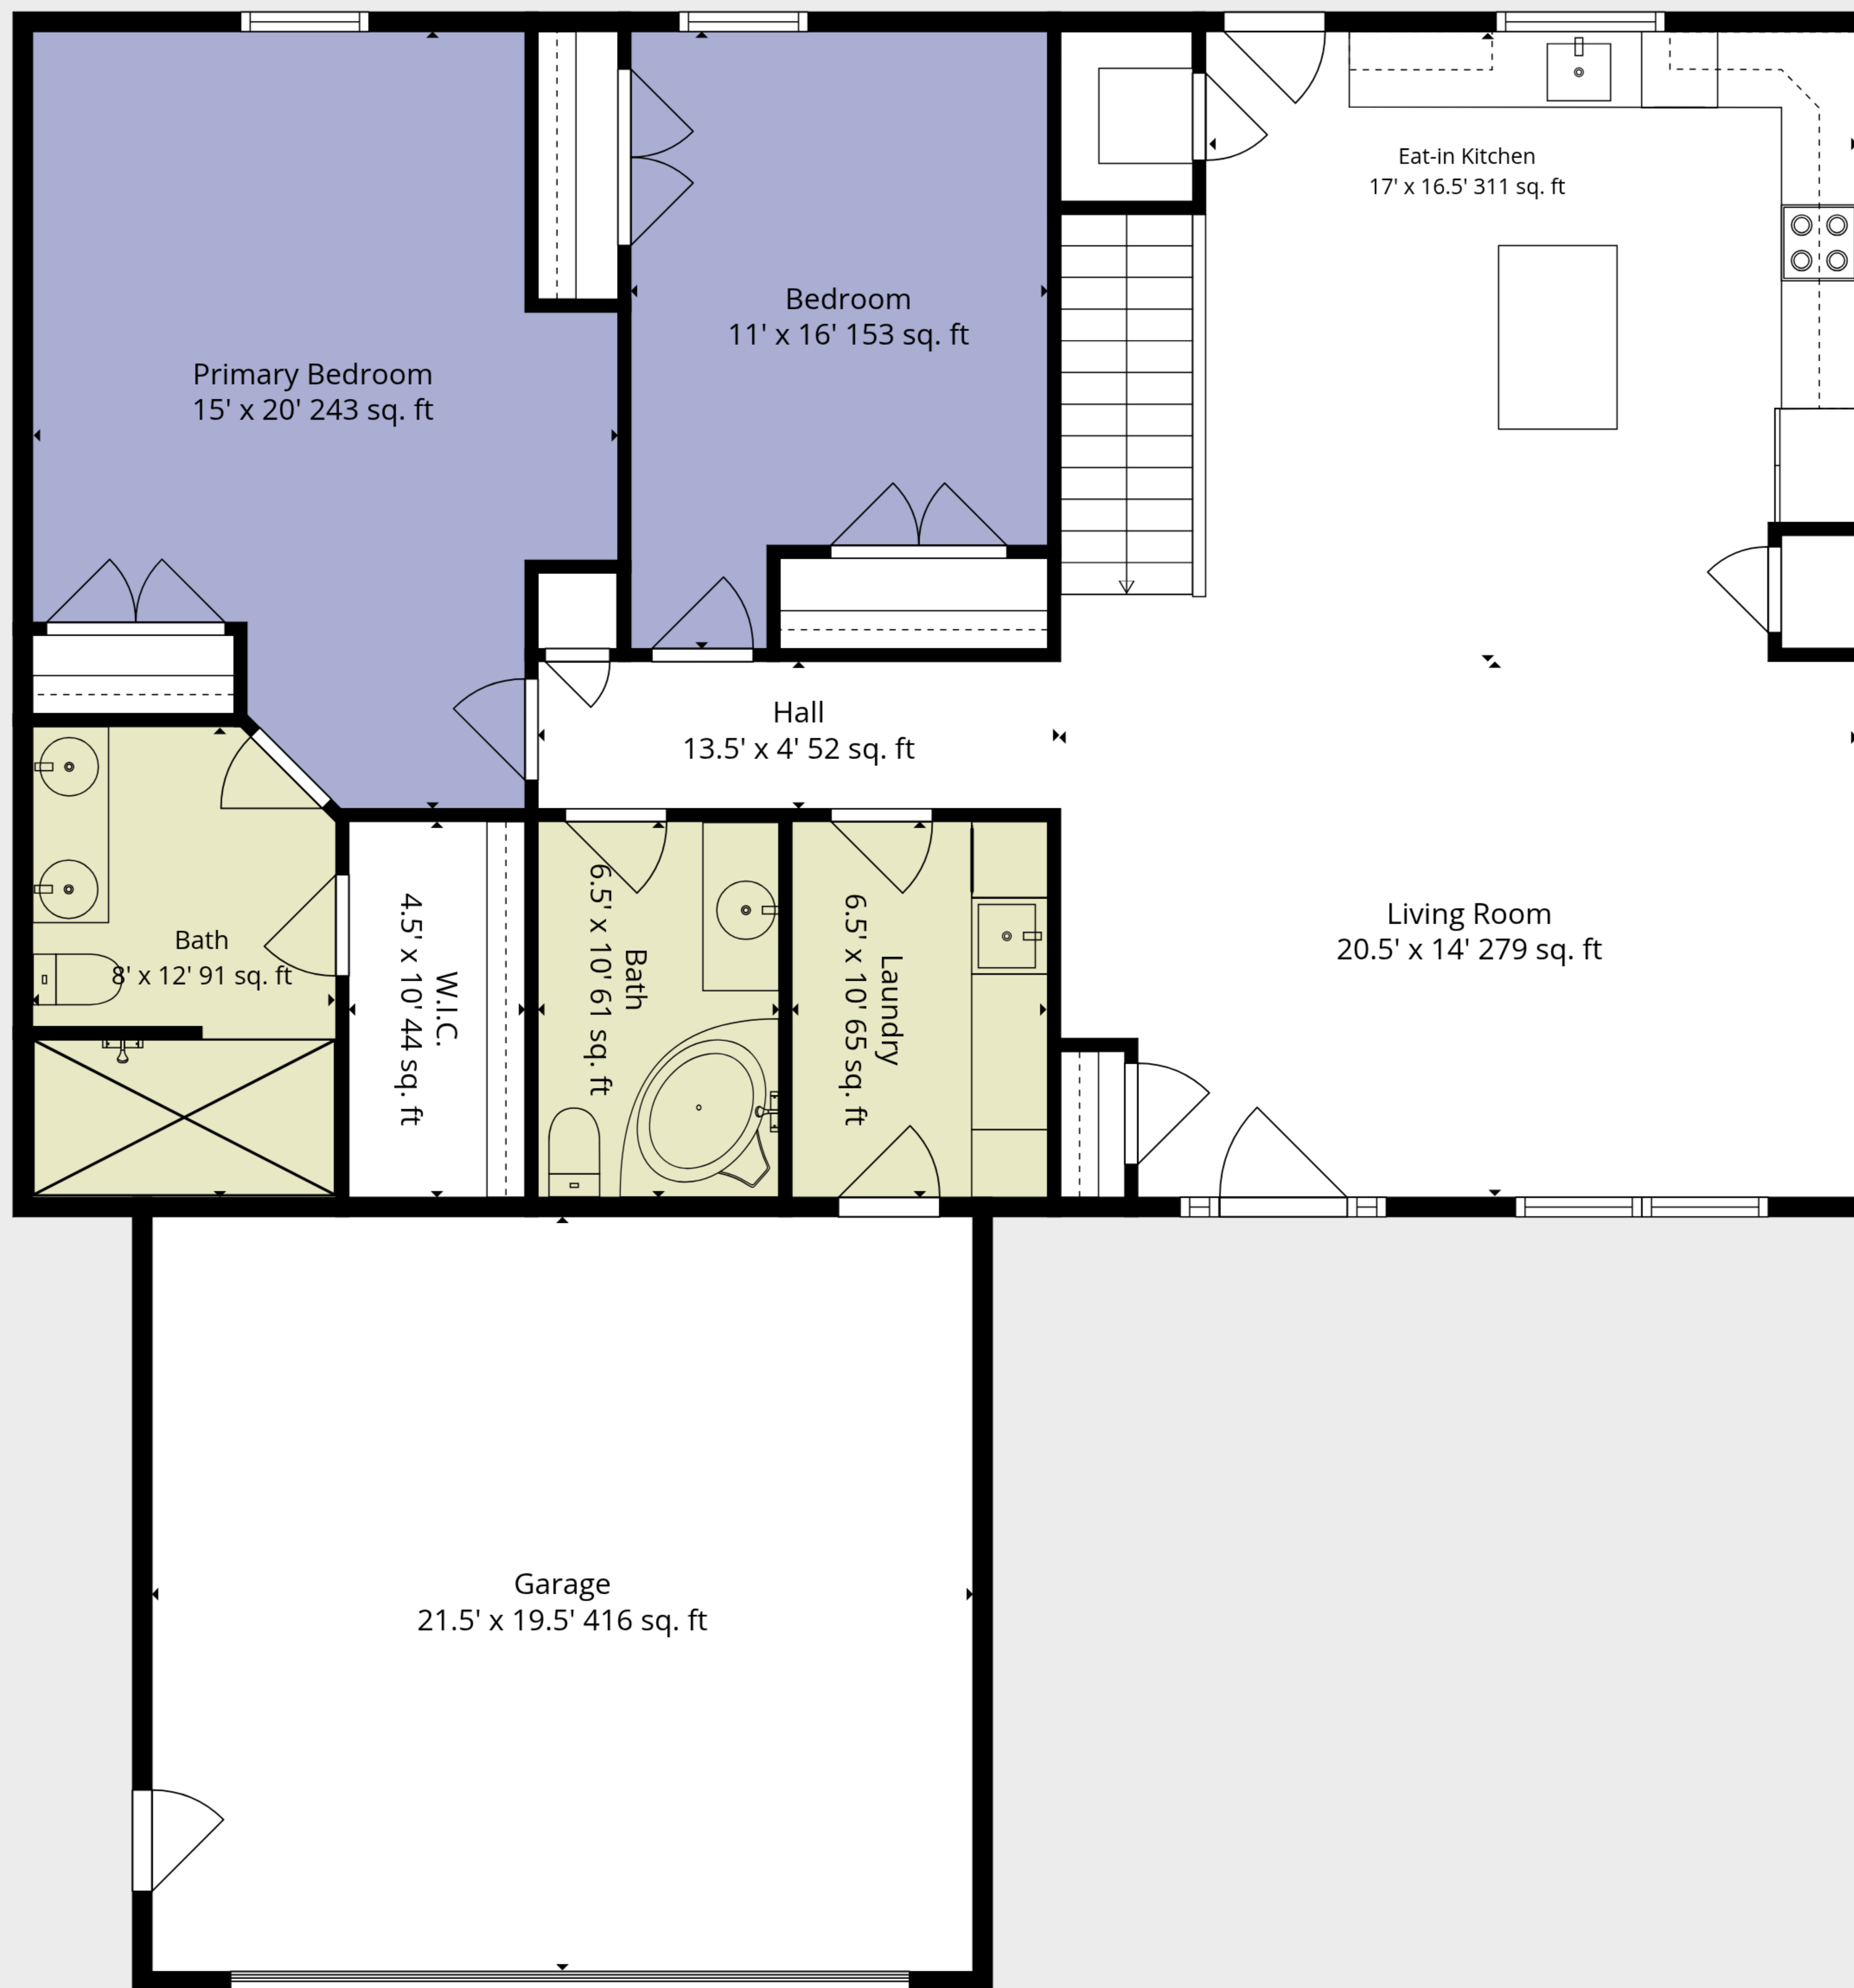 Eat-in Kitchen
17' x 16.5' 311 sq. ft
Bedroom
11' x 16' 153 sq. ft
Primary Bedroom
15' x 20' 243 sq. ft
Hall
13.5' x 4' 52 sq. ft
Bath
8' x 12' 91 sq. ft
W.I.C.
4.5' x 10' 44 sq. ft
Bath
6.5' x 10' 61 sq. ft
Laundry
6.5' x 10' 65 sq. ft
Living Room
20.5' x 14' 279 sq. ft
Garage
21.5' x 19.5' 416 sq. ft